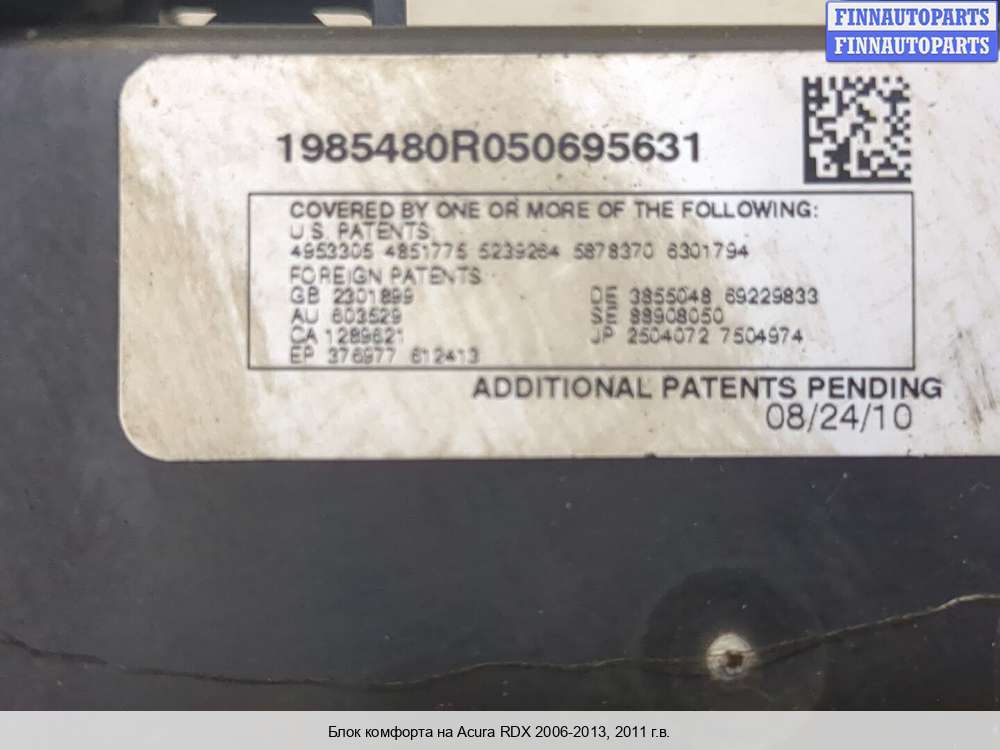 FINNAUTOPARTS
FINNAUTOPARTS
1985480R050695631
COVERED BY ONE OR MORE OF THE FOLLOWING:
U.S. PATENTS
4953305 4851775 5239264 5878370 6301794
FOREIGN PATENTS
GB 2301899 DE 3855048 69229833
AU 603529 SE 88908050
CA 1289621 JP 2504072 7504974
EP 376977 612413
ADDITIONAL PATENTS PENDING
08/24/10
Блок комфорта на Acura RDX 2006-2013, 2011 г.в.